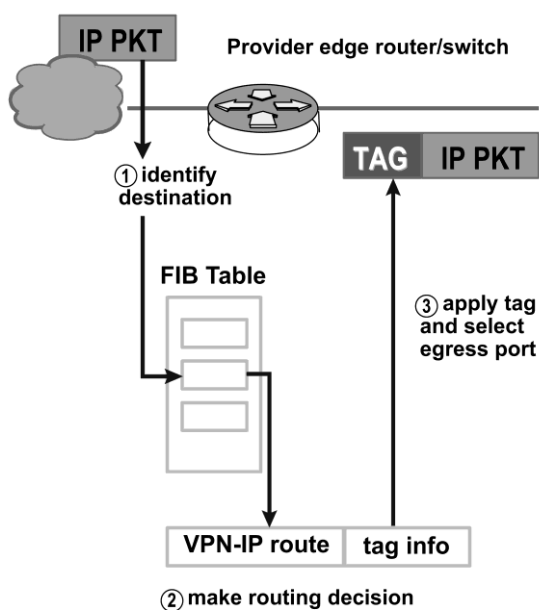 IP PKT
Provider edge router/switch
TAG IP PKT
① identify
destination
FIB Table
③ apply tag
and select
egress port
VPN-IP route tag info
② make routing decision